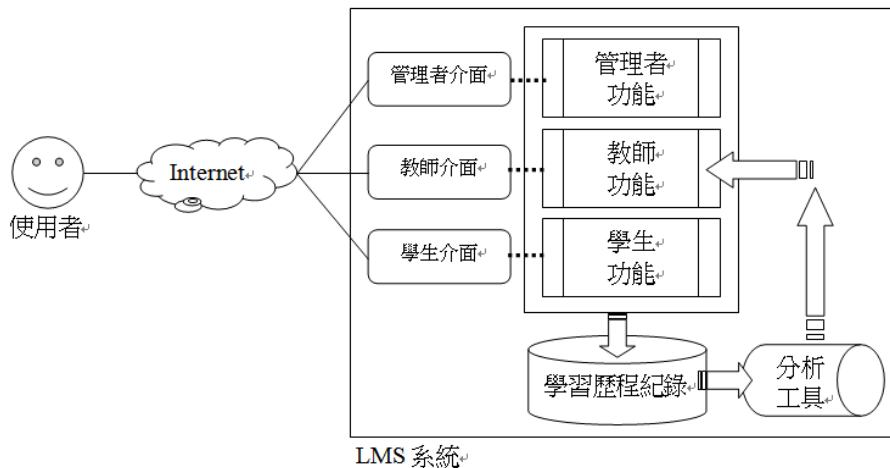 使用者
Internet
管理者介面
教師介面
學生介面
管理者
功能
教師
功能
學生
功能
學習歷程紀錄
分析
工具
LMS 系統